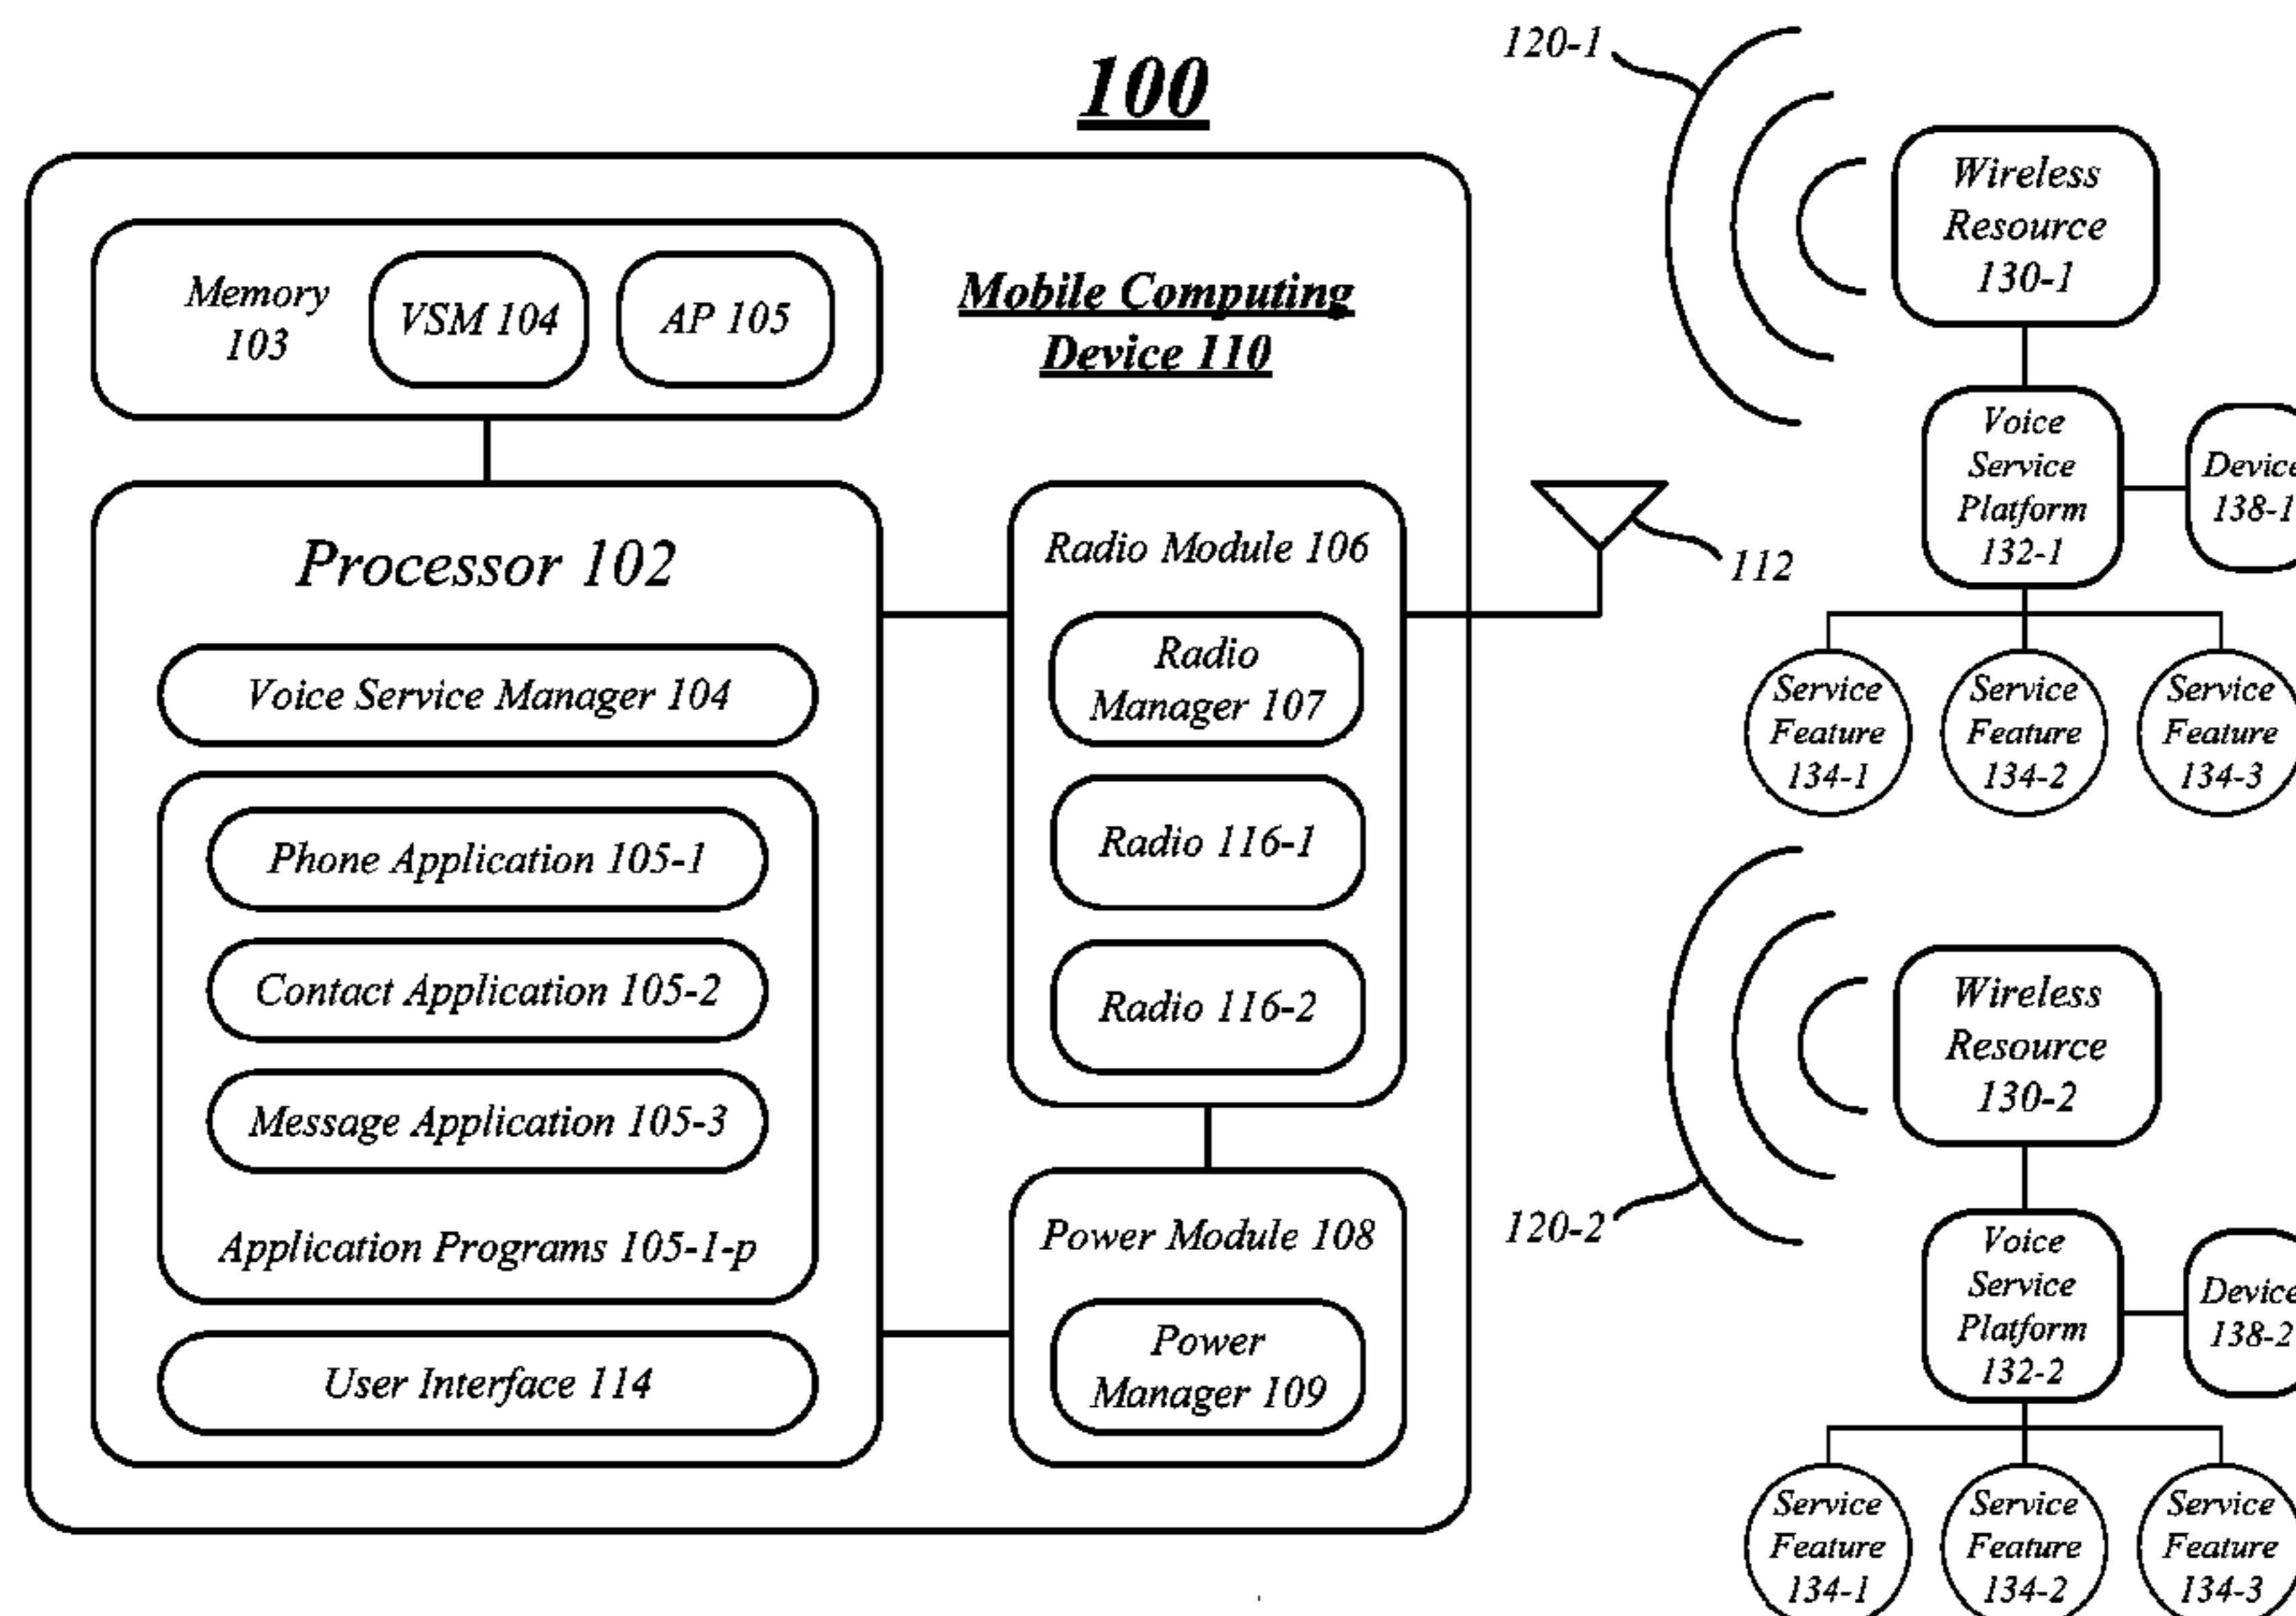 100
Memory
103
VSM 104
AP 105
Mobile Computing
Device 110
Processor 102
Voice Service Manager 104
Phone Application 105-1
Contact Application 105-2
Message Application 105-3
Application Programs 105-1-p
User Interface 114
Radio Module 106
Radio
Manager 107
Radio 116-1
Radio 116-2
Power Module 108
Power
Manager 109
112
120-1
Wireless
Resource
130-1
Voice
Service
Platform
132-1
Device
138-1
Service
Feature
134-1
Service
Feature
134-2
Service
Feature
134-3
120-2
Wireless
Resource
130-2
Voice
Service
Platform
132-2
Device
138-2
Service
Feature
134-1
Service
Feature
134-2
Service
Feature
134-3